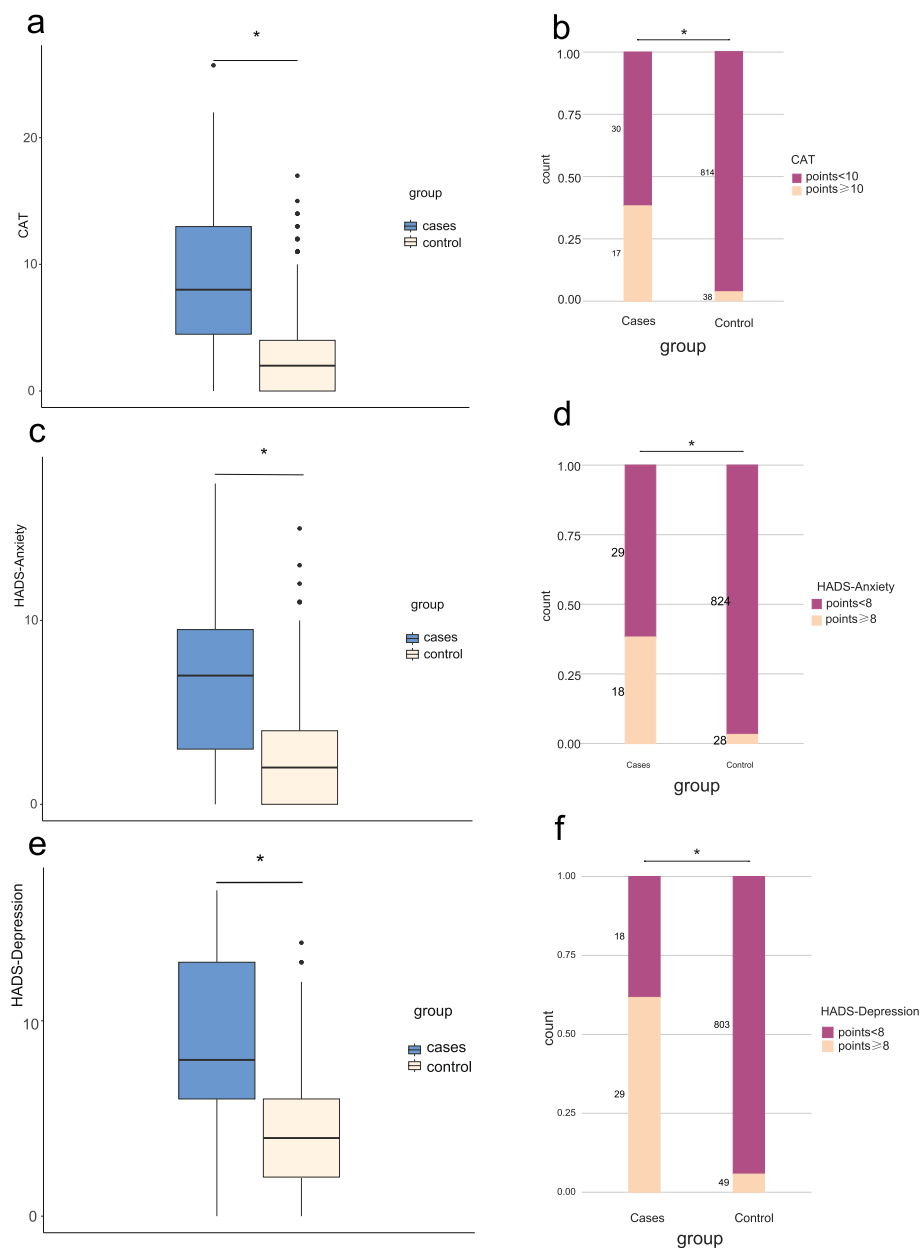 a
*
20
10
0
CAT
group
cases
control
b
*
1.00
0.75
0.50
0.25
0.00
count
30
17
814
38
Cases
Control
group
CAT
points<10
points≥10
c
*
10
0
HADS-Anxiety
group
cases
control
d
*
1.00
0.75
0.50
0.25
0.00
count
29
18
824
28
Cases
Control
group
HADS-Anxiety
points<8
points≥8
e
*
10
0
HADS-Depression
group
cases
control
f
*
1.00
0.75
0.50
0.25
0.00
count
18
29
803
49
Cases
Control
group
HADS-Depression
points<8
points≥8